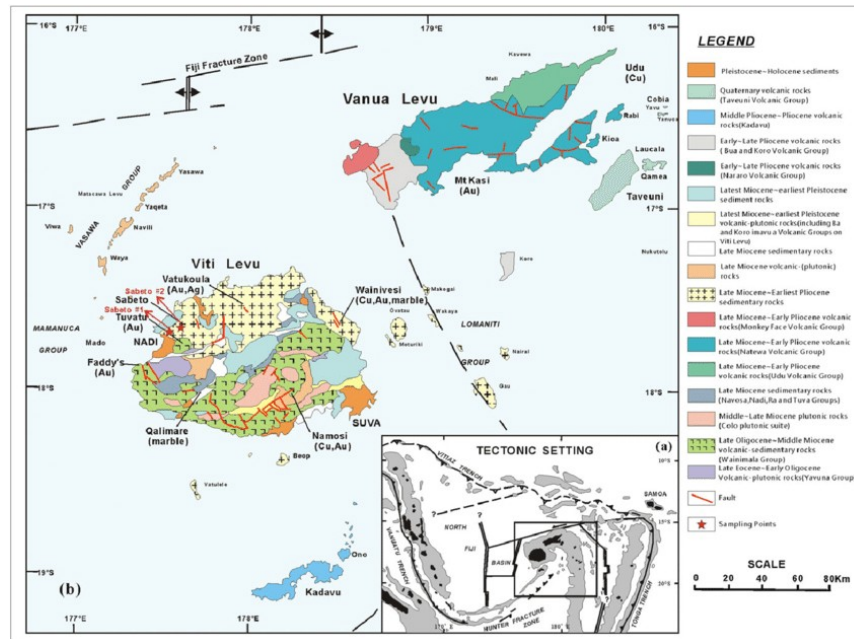 177°E
178°E
179°E
180°E
16°S
16°S
Fiji Fracture Zone
Udu
(Cu)
Vanua Levu
Cobia
Rabi
Kioa
Laucala
Qamea
Taveuni
Mt Kasi
(Au)
17°S
17°S
YASAWA
GROUP
Yasawa
Yaqeta
Navili
Waya
Viwa
Koro
Viti Levu
Vatukoula
(Au,Ag)
Sabeto #2
Sabeto
Sabeto #1
Tuvatu
(Au)
NADI
MAMANUCA
GROUP
Mado
Faddy's
(Au)
Wainivesi
(Cu,Au,marble)
Makogai
Wakaya
Ovalau
LOMANITI
GROUP
Nairai
Gau
18°S
18°S
SUVA
Qalimare
(marble)
Namosi
(Cu,Au)
Beqp
Vatulele
Ono
Kadavu
19°S
(b)
177°E
178°E
TECTONIC SETTING
(a)
VITIAZ TRENCH
SAMOA
NORTH
FIJI
BASIN
VANUATU TRENCH
HUNTER FRACTURE
ZONE
TONGA TRENCH
?
LEGEND
Pleistocene-Holocene sediments
Quaternary volcanic rocks
(Taveuni Volcanic Group)
Middle Pliocene-Pliocene volcanic
rocks(Kadavu)
Early-Late Pliocene volcanic rocks
(Bua and Koro Volcanic Group)
Early-Late Pliocene volcanic rocks
(Nararo Volcanic Group)
Latest Miocene-earliest Pleistocene
sediment rocks
Latest Miocene-earliest Pleistocene
volcanic-plutonic rocks(including Ba
and Koro imavu a Volcanic Groups on
Viti Levu)
Late Miocene sedimentary rocks
Late Miocene volcanic-(plutonic)
rocks
Late Miocene-Earliest Pliocene
sedimentary rocks
Late Miocene-Early Pliocene volcanic
rocks(Monkey Face Volcanic Group)
Late Miocene-Early Pliocene volcanic
rocks(Natewa Volcanic Group)
Late Miocene-Early Pliocene
volcanic rocks(Udu Volcanic Group)
Late Miocene sedimentary rocks
(Navosa,Nadi,Ra and Tuva Groups)
Middle-Late Miocene plutonic rocks
(Colo plutonic suite)
Late Oligocene-Middle Miocene
volcanic-sedimentary rocks
(Wainimala Group)
Late Eocene-Early Oligocene
Volcanic-plutonic rocks(Yavuna Group
Fault
Sampling Points
SCALE
0 20 40 60 80Km